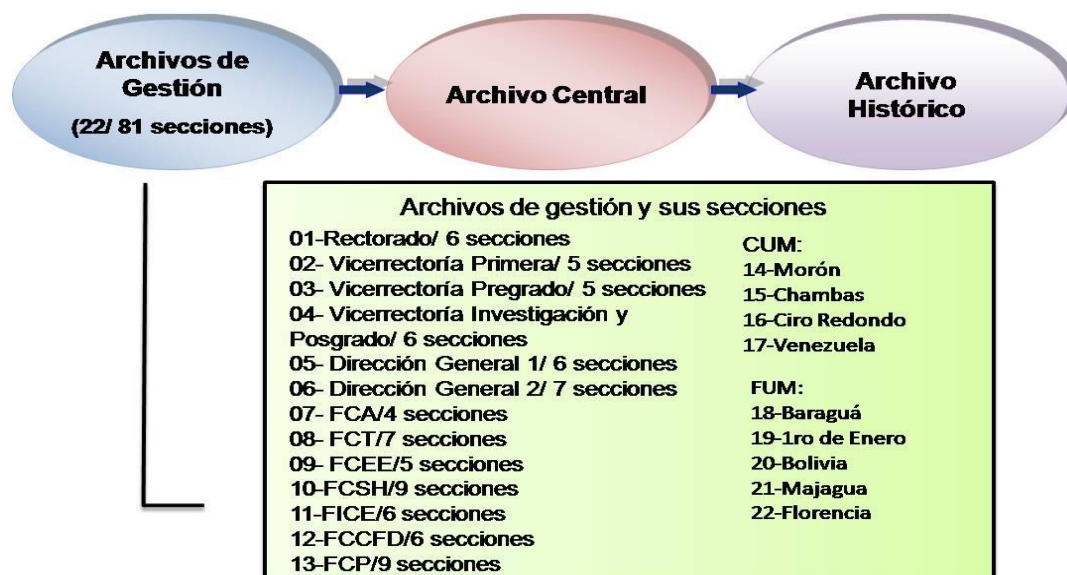 Archivos de
Gestión
(22/ 81 secciones)
Archivo Central
Archivo
Histórico
Archivos de gestión y sus secciones
01-Rectorado/ 6 secciones
02- Vicerrectoría Primera/ 5 secciones
03- Vicerrectoría Pregrado/ 5 secciones
04- Vicerrectoría Investigación y
Posgrado/ 6 secciones
05- Dirección General 1/ 6 secciones
06- Dirección General 2/ 7 secciones
07- FCA/4 secciones
08- FCT/7 secciones
09- FCEE/5 secciones
10-FCSH/9 secciones
11-FICE/6 secciones
12-FCCFD/6 secciones
13-FCP/9 secciones
CUM:
14-Morón
15-Chambas
16-Ciro Redondo
17-Venezuela
FUM:
18-Baraguá
19-1ro de Enero
20-Bolivia
21-Majagua
22-Florencia